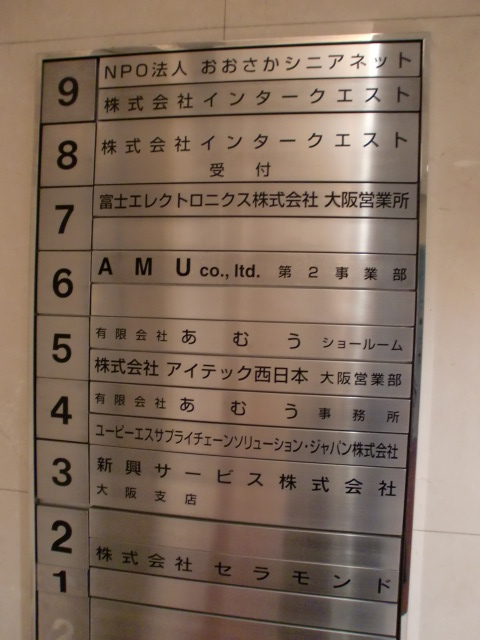 9
NPO法人 おおさかシニアネット
株式会社インタークエスト
8
株式会社インタークエスト
受付
7
富士エレクトロニクス株式会社 大阪営業所
6
AMU co., ltd. 第2事業部
5
有限会社 あむう ショールーム
株式会社 アイテック西日本 大阪営業部
4
有限会社 あむう 事務所
ユーピーエスサプライチェーンソリューション・ジャパン株式会社
3
新興サービス株式会社
大阪支店
2
株式会社セラモンド
1
2